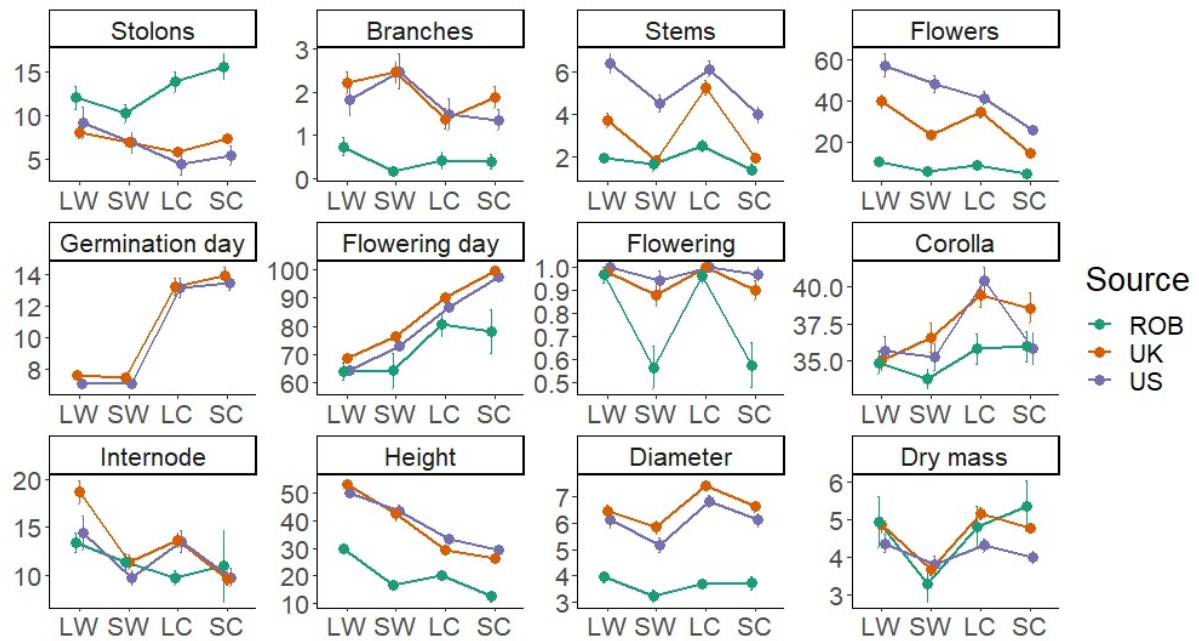 Stolons Branches Stems Flowers
15 3 6 60
10 2 4 40
5 1 2 20
0
LW SW LC SC LW SW LC SC LW SW LC SC LW SW LC SC
Germination day Flowering day Flowering Corolla
14 100 1.0 40.0
12 90 0.9 37.5
10 80 0.8 35.0
8 70 0.7
60 0.6
0.5
LW SW LC SC LW SW LC SC LW SW LC SC LW SW LC SC
Internode Height Diameter Dry mass
20 50 7 6
15 40 6 5
10 30 5 4
20 4 3
10 3
LW SW LC SC LW SW LC SC LW SW LC SC LW SW LC SC
Source
ROB
UK
US